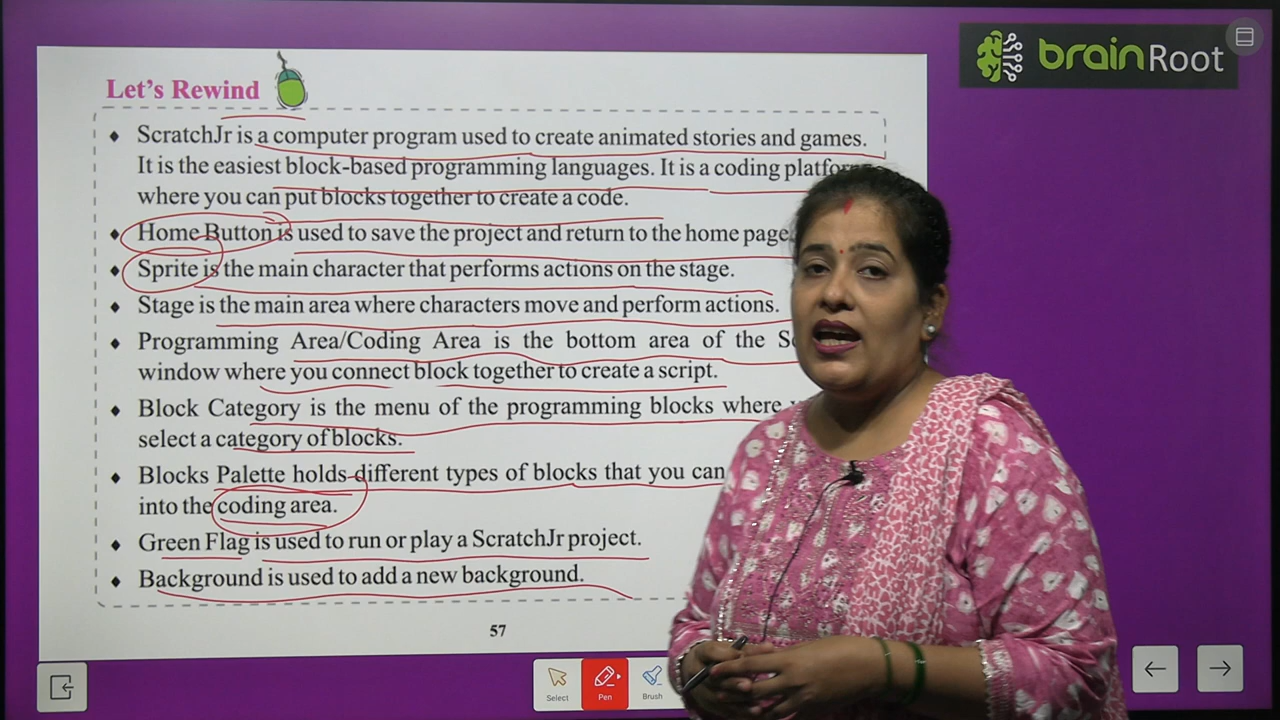 Let's Rewind
brainRoot
ScratchJr is a computer program used to create animated stories and games.
It is the easiest block-based programming languages. It is a coding platform
where you can put blocks together to create a code.
Home Button is used to save the project and return to the home page.
Sprite is the main character that performs actions on the stage.
Stage is the main area where characters move and perform actions.
Programming Area/Coding Area is the bottom area of the
window where you connect block together to create a script.
Block Category is the menu of the programming blocks where
select a category of blocks.
Blocks Palette holds different types of blocks that you can
into the coding area.
Green Flag is used to run or play a ScratchJr project.
Background is used to add a new background.
57
Select
Pen
Brush